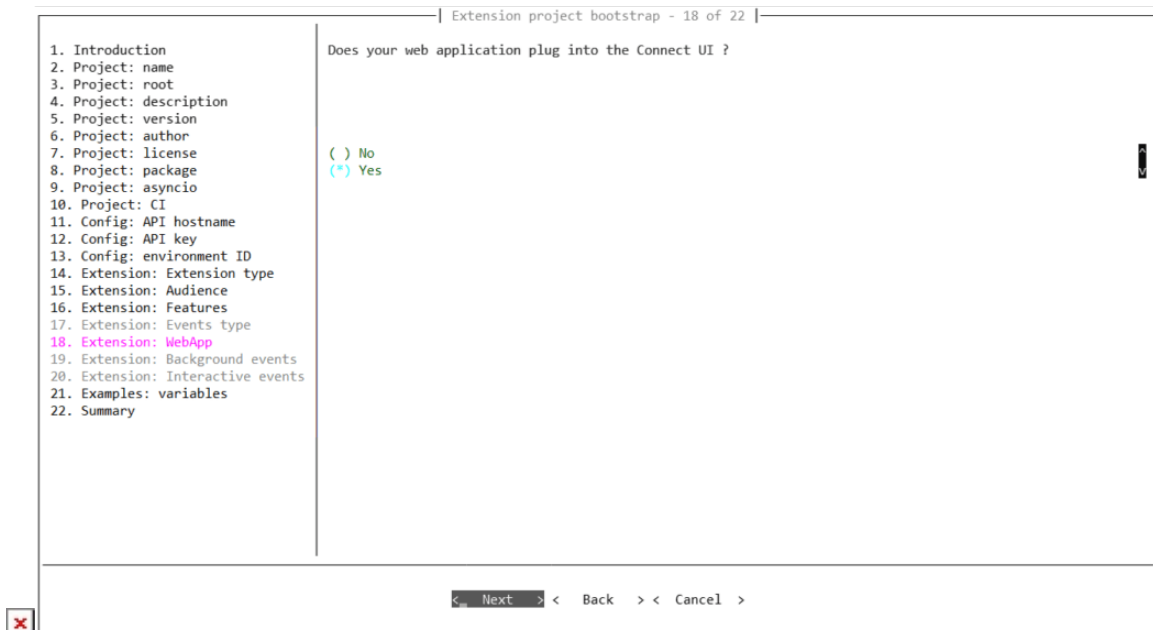 Extension project bootstrap - 18 of 22
1. Introduction
2. Project: name
3. Project: root
4. Project: description
5. Project: version
6. Project: author
7. Project: license
8. Project: package
9. Project: asyncio
10. Project: CI
11. Config: API hostname
12. Config: API key
13. Config: environment ID
14. Extension: Extension type
15. Extension: Audience
16. Extension: Features
17. Extension: Events type
18. Extension: WebApp
19. Extension: Background events
20. Extension: Interactive events
21. Examples: variables
22. Summary
Does your web application plug into the Connect UI ?
( ) No
(*) Yes
< Next > < Back > < Cancel >